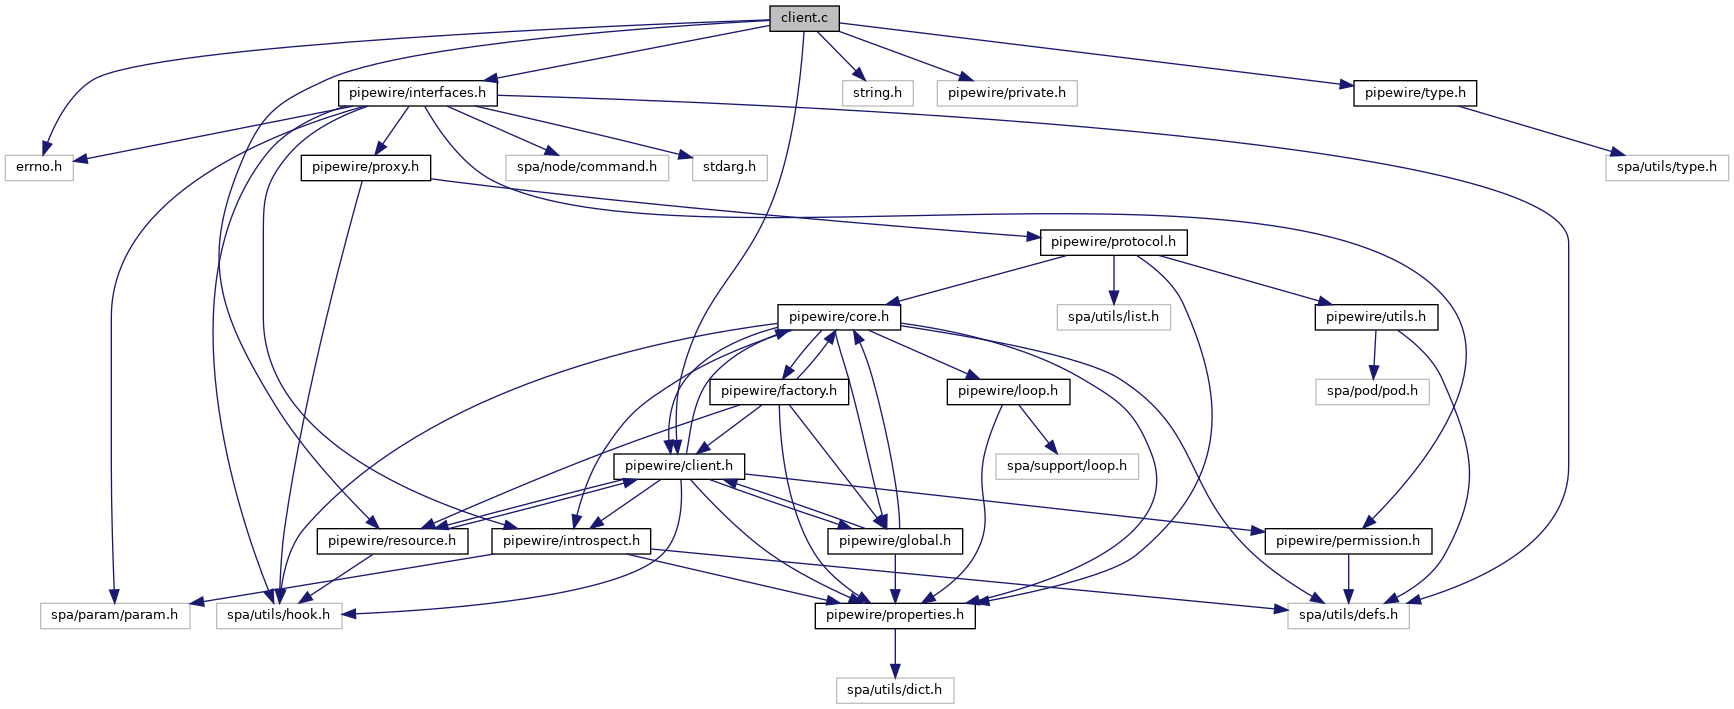 client.c
pipewire/interfaces.h
string.h
pipewire/private.h
pipewire/type.h
errno.h
pipewire/proxy.h
spa/node/command.h
stdarg.h
spa/utils/type.h
pipewire/protocol.h
pipewire/core.h
spa/utils/list.h
pipewire/utils.h
pipewire/factory.h
pipewire/loop.h
spa/pod/pod.h
pipewire/client.h
spa/support/loop.h
pipewire/resource.h
pipewire/introspect.h
pipewire/global.h
pipewire/permission.h
spa/param/param.h
spa/utils/hook.h
pipewire/properties.h
spa/utils/defs.h
spa/utils/dict.h